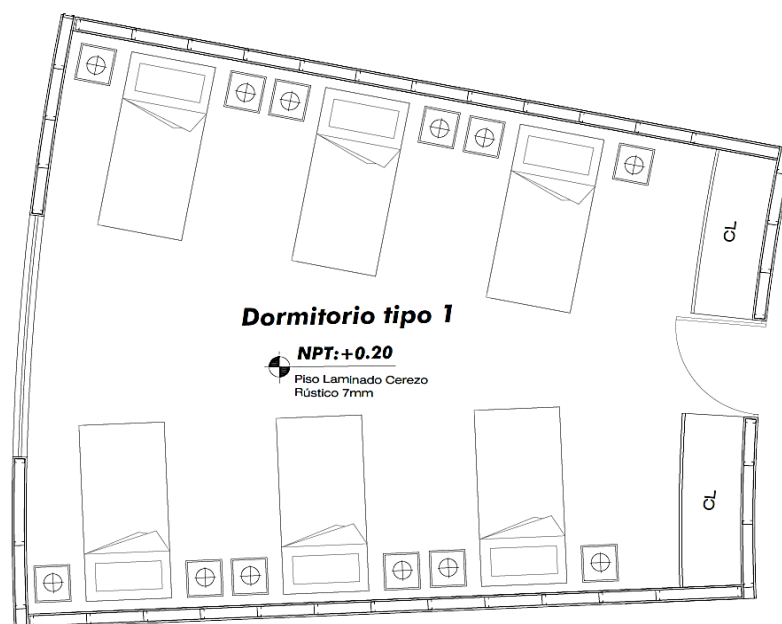 CL
Dormitorio tipo 1
NPT:+0.20
Piso Laminado Cerezo
Rústico 7mm
CL